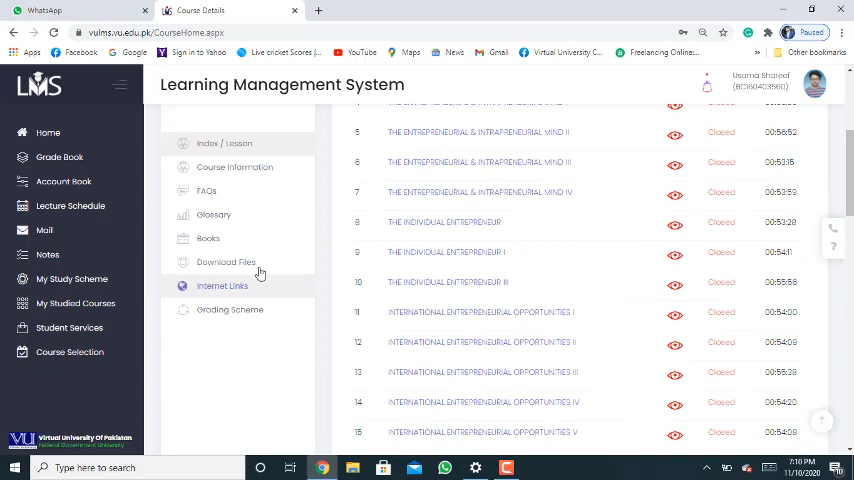 WhatsApp
Course Details
vulms.vu.edu.pk/CourseHome.aspx
Paused
Apps
Facebook
Google
Sign in to Yahoo
Live cricket Scores |...
YouTube
Maps
News
Gmail
Virtual University C...
Freelancing Online:...
Other bookmarks
LMS
Learning Management System
Usama Shareef
(BC160403560)
Home
Grade Book
Account Book
Lecture Schedule
Mail
Notes
My Study Scheme
My Studied Courses
Student Services
Course Selection
VU Virtual University Of Pakistan
Federal Government University
Index / Lesson
Course Information
FAQs
Glossary
Books
Download Files
Internet Links
Grading Scheme
5 THE ENTREPRENEURIAL & INTRAPRENEURIAL MIND II Closed 00:56:52
6 THE ENTREPRENEURIAL & INTRAPRENEURIAL MIND III Closed 00:53:15
7 THE ENTREPRENEURIAL & INTRAPRENEURIAL MIND IV Closed 00:53:59
8 THE INDIVIDUAL ENTREPRENEUR Closed 00:53:28
9 THE INDIVIDUAL ENTREPRENEUR I Closed 00:54:11
10 THE INDIVIDUAL ENTREPRENEUR III Closed 00:55:56
11 INTERNATIONAL ENTREPRENEURIAL OPPORTUNITIES I Closed 00:54:00
12 INTERNATIONAL ENTREPRENEURIAL OPPORTUNITIES II Closed 00:54:09
13 INTERNATIONAL ENTREPRENEURIAL OPPORTUNITIES III Closed 00:55:38
14 INTERNATIONAL ENTREPRENEURIAL OPPORTUNITIES IV Closed 00:54:20
15 INTERNATIONAL ENTREPRENEURIAL OPPORTUNITIES V Closed 00:54:08
Type here to search
7:10 PM
11/10/2020